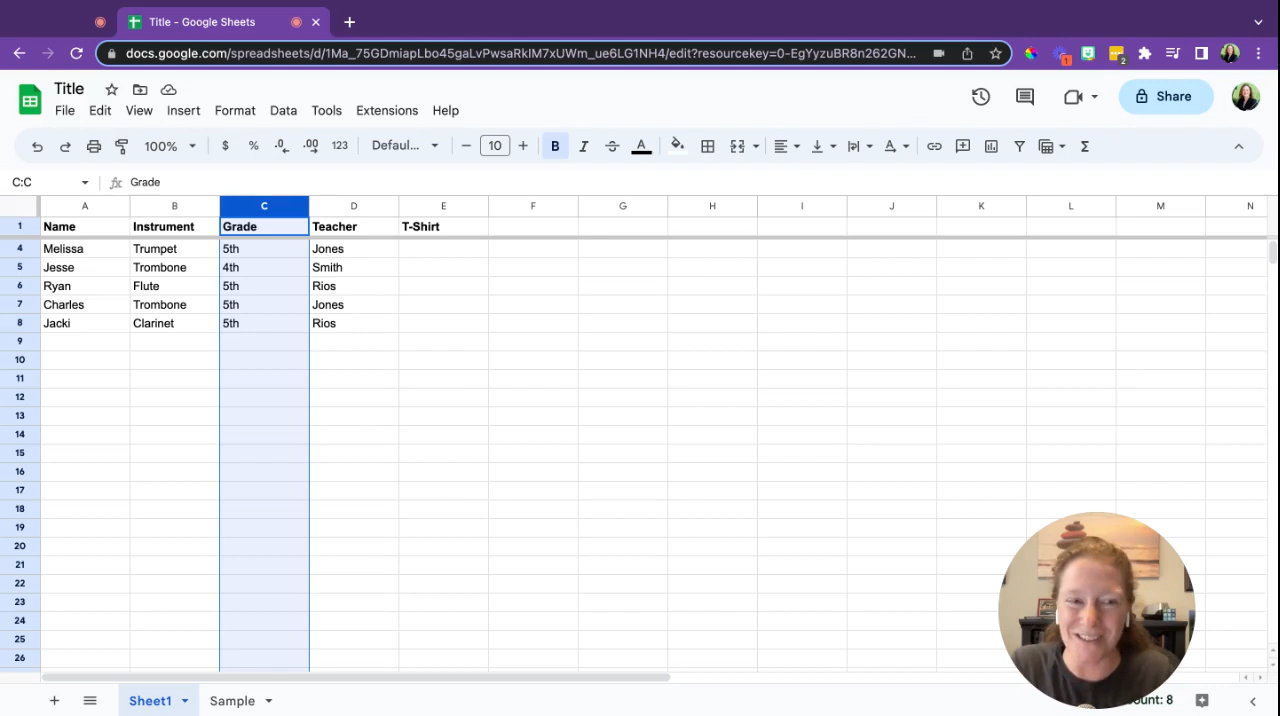 Title - Google Sheets
docs.google.com/spreadsheets/d/1Ma_75GDmiapLbo45gaLyPwsaRkIM7xUWm_ue6LG1NH4/edit?resourcekey=0-EgYyzuBR8n262GN...
1
2
Title
File Edit View Insert Format Data Tools Extensions Help
Share
100% $ % .0 .00 123 Defaul... 10 B I A Σ
C:C fx Grade
A B C D E F G H I J K L M N
1 Name Instrument Grade Teacher T-Shirt
4 Melissa Trumpet 5th Jones
5 Jesse Trombone 4th Smith
6 Ryan Flute 5th Rios
7 Charles Trombone 5th Jones
8 Jacki Clarinet 5th Rios
9
10
11
12
13
14
15
16
17
18
19
20
21
22
23
24
25
26
Sheet1 Sample
8